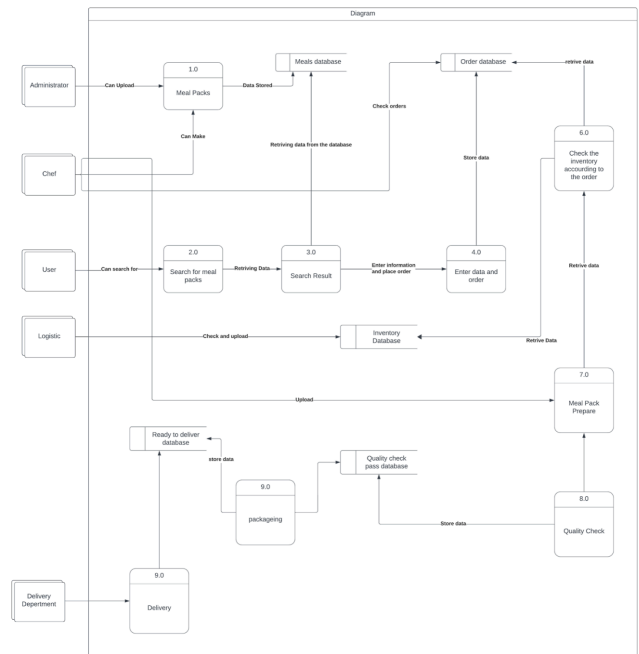 Diagram
Administrator
Can Upload
1.0
Meal Packs
Data Stored
Meals database
Order database
retrive data
Can Make
Check orders
Retriving data from the database
Store data
6.0
Check the
inventory
accourding to
the order
Chef
User
Can search for
2.0
Search for meal
packs
Retriving Data
3.0
Search Result
Enter information
and place order
4.0
Enter data and
order
Retrive data
Logistic
Check and upload
Inventory
Database
Retrive Data
7.0
Meal Pack
Prepare
Upload
Ready to deliver
database
store data
9.0
packageing
Quality check
pass database
Store data
8.0
Quality Check
9.0
Delivery
Delivery
Depertment